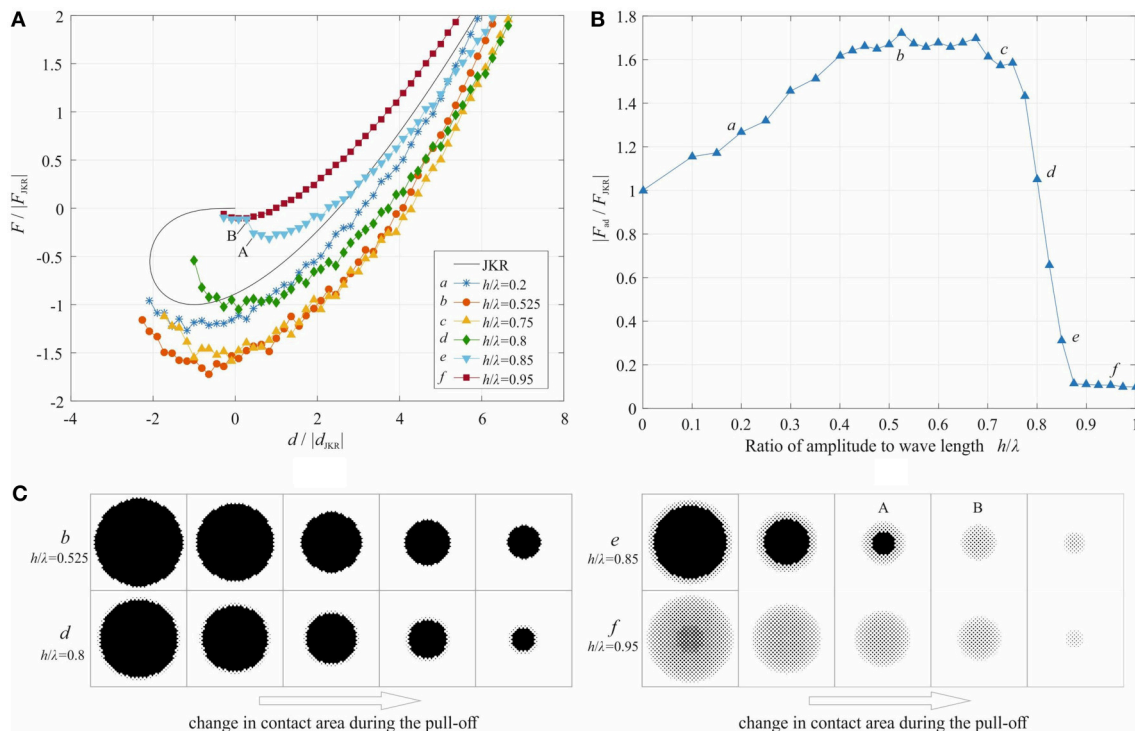 A
2
1.5
1
0.5
0
-0.5
-1
-1.5
-2
F / |F_JKR|
B
A
JKR
a h/λ=0.2
b h/λ=0.525
c h/λ=0.75
d h/λ=0.8
e h/λ=0.85
f h/λ=0.95
-4 -2 0 2 4 6 8
d / |d_JKR|
B
1.8
1.6
1.4
1.2
1
0.8
0.6
0.4
0.2
0
|F_ad / F_JKR|
a
b
c
d
e
f
0 0.1 0.2 0.3 0.4 0.5 0.6 0.7 0.8 0.9 1
Ratio of amplitude to wave length h/λ
C
b
h/λ=0.525
d
h/λ=0.8
change in contact area during the pull-off
A B
e
h/λ=0.85
f
h/λ=0.95
change in contact area during the pull-off